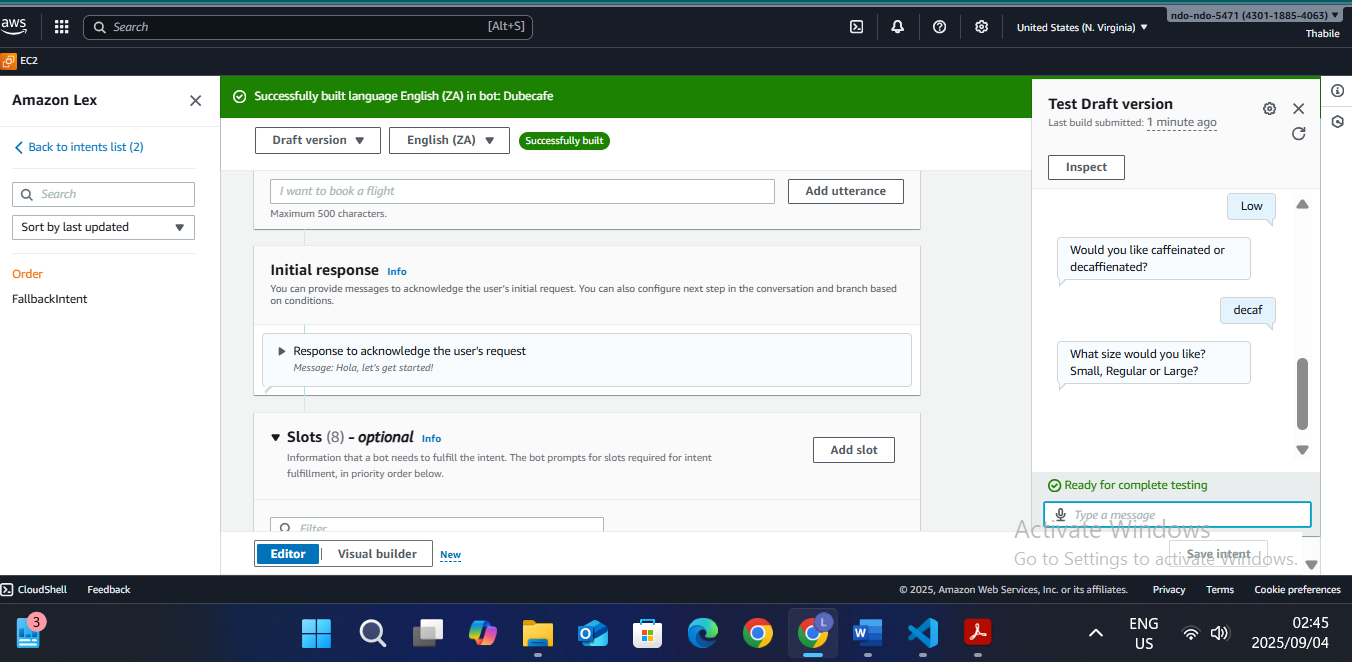 aws
Search
[Alt+S]
United States (N. Virginia)
ndo-ndo-5471 (4301-1885-4063)
Thabile
EC2
Amazon Lex
Back to intents list (2)
Search
Sort by last updated
Order
FallbackIntent
Successfully built language English (ZA) in bot: Dubecafe
Draft version
English (ZA)
Successfully built
I want to book a flight
Add utterance
Maximum 500 characters.
Initial response Info
You can provide messages to acknowledge the user's initial request. You can also configure next step in the conversation and branch based
on conditions.
Response to acknowledge the user's request
Message: Hola, let's get started!
Slots (8) - optional Info
Information that a bot needs to fulfill the intent. The bot prompts for slots required for intent
fulfillment, in priority order below.
Add slot
Filter
Editor
Visual builder
New
Test Draft version
Last build submitted: 1 minute ago
Inspect
Low
Would you like caffeinated or
decaffienated?
decaf
What size would you like?
Small, Regular or Large?
Ready for complete testing
Type a message
Save intent
Activate Windows
Go to Settings to activate Windows.
CloudShell
Feedback
© 2025, Amazon Web Services, Inc. or its affiliates.
Privacy
Terms
Cookie preferences
3
L
W
ENG
US
02:45
2025/09/04